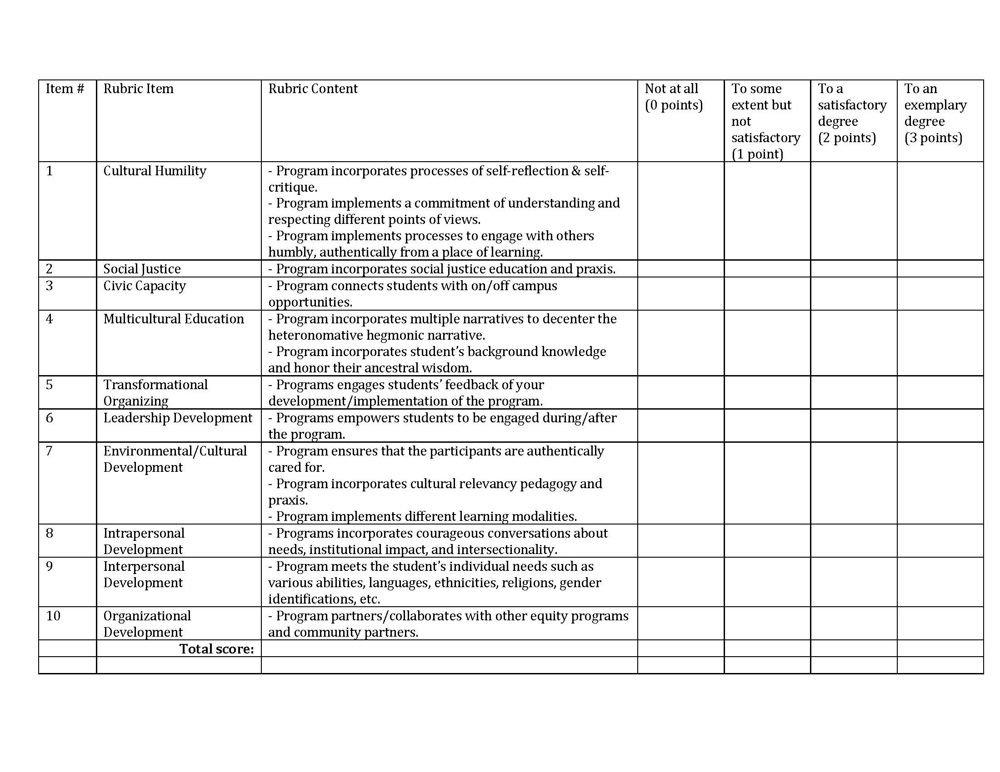 Item #
Rubric Item
Rubric Content
Not at all
(0 points)
To some
extent but
not
satisfactory
(1 point)
To a
satisfactory
degree
(2 points)
To an
exemplary
degree
(3 points)
1
Cultural Humility
- Program incorporates processes of self-reflection & self-
critique.
- Program implements a commitment of understanding and
respecting different points of views.
- Program implements processes to engage with others
humbly, authentically from a place of learning.
2
Social Justice
- Program incorporates social justice education and praxis.
3
Civic Capacity
- Program connects students with on/off campus
opportunities.
4
Multicultural Education
- Program incorporates multiple narratives to decenter the
heteronomative hegmonic narrative.
- Program incorporates student’s background knowledge
and honor their ancestral wisdom.
5
Transformational
Organizing
- Programs engages students’ feedback of your
development/implementation of the program.
6
Leadership Development
- Programs empowers students to be engaged during/after
the program.
7
Environmental/Cultural
Development
- Program ensures that the participants are authentically
cared for.
- Program incorporates cultural relevancy pedagogy and
praxis.
- Program implements different learning modalities.
8
Intrapersonal
Development
- Programs incorporates courageous conversations about
needs, institutional impact, and intersectionality.
9
Interpersonal
Development
- Program meets the student’s individual needs such as
various abilities, languages, ethnicities, religions, gender
identifications, etc.
10
Organizational
Development
- Program partners/collaborates with other equity programs
and community partners.
Total score: